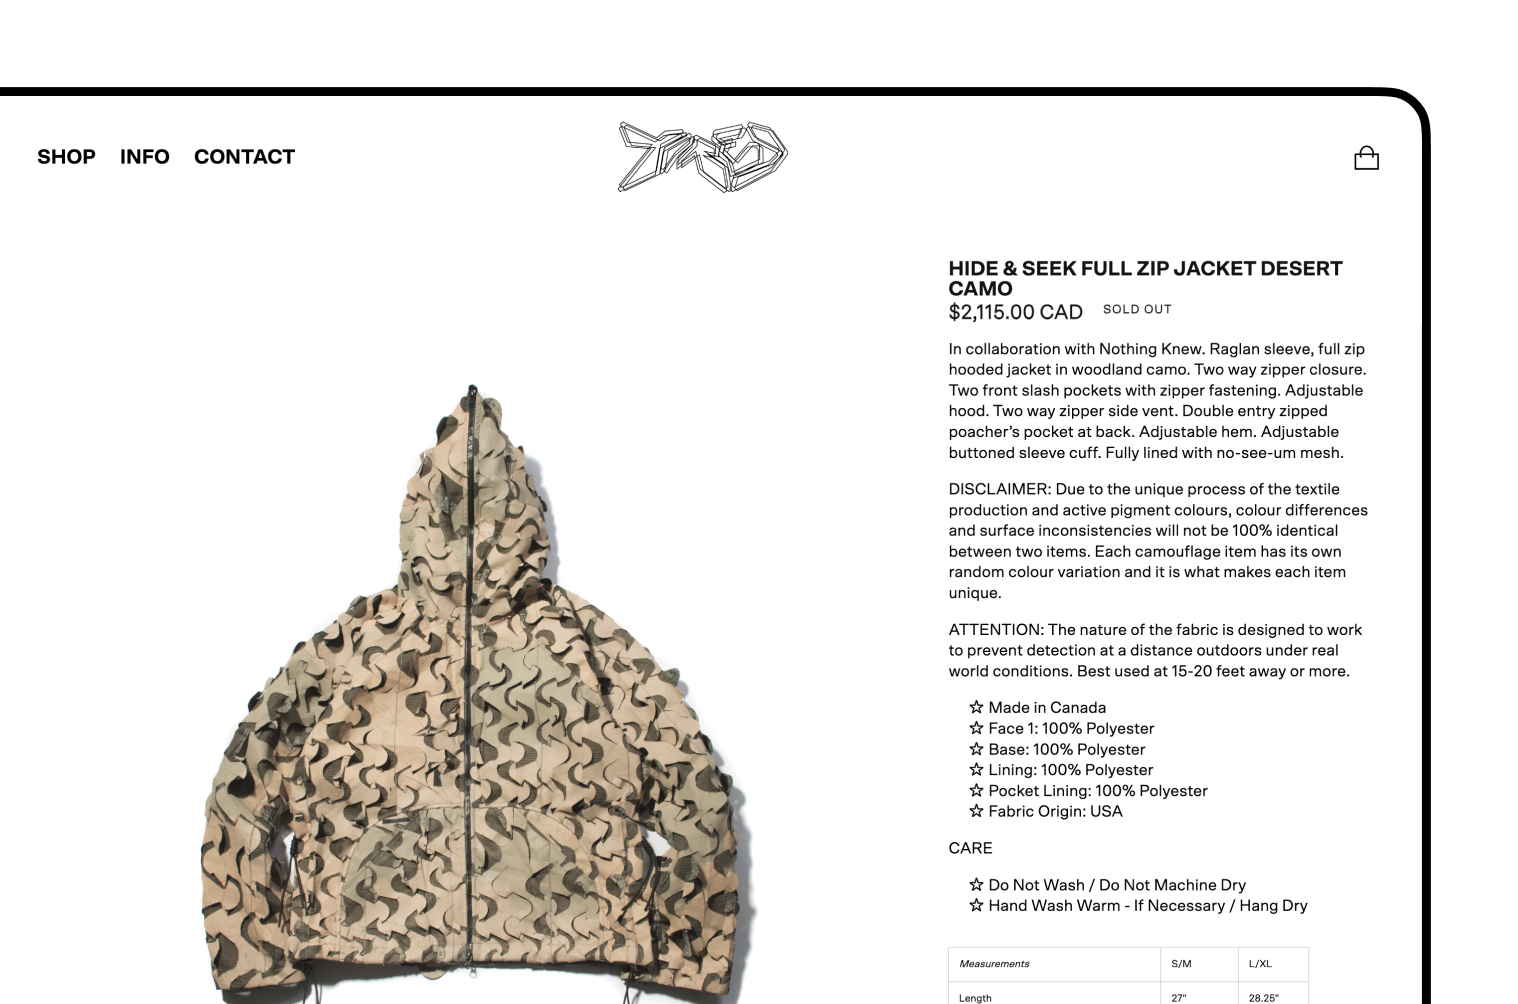 SHOP INFO CONTACT
HIDE & SEEK FULL ZIP JACKET DESERT
CAMO
$2,115.00 CAD SOLD OUT
In collaboration with Nothing Knew. Raglan sleeve, full zip
hooded jacket in woodland camo. Two way zipper closure.
Two front slash pockets with zipper fastening. Adjustable
hood. Two way zipper side vent. Double entry zipped
poacher’s pocket at back. Adjustable hem. Adjustable
buttoned sleeve cuff. Fully lined with no-see-um mesh.
DISCLAIMER: Due to the unique process of the textile
production and active pigment colours, colour differences
and surface inconsistencies will not be 100% identical
between two items. Each camouflage item has its own
random colour variation and it is what makes each item
unique.
ATTENTION: The nature of the fabric is designed to work
to prevent detection at a distance outdoors under real
world conditions. Best used at 15-20 feet away or more.
☆ Made in Canada
☆ Face 1: 100% Polyester
☆ Base: 100% Polyester
☆ Lining: 100% Polyester
☆ Pocket Lining: 100% Polyester
☆ Fabric Origin: USA
CARE
☆ Do Not Wash / Do Not Machine Dry
☆ Hand Wash Warm - If Necessary / Hang Dry
Measurements S/M L/XL
Length 27" 28.25"